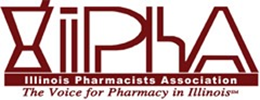 IPhA
Illinois Pharmacists Association
The Voice for Pharmacy in Illinois℠